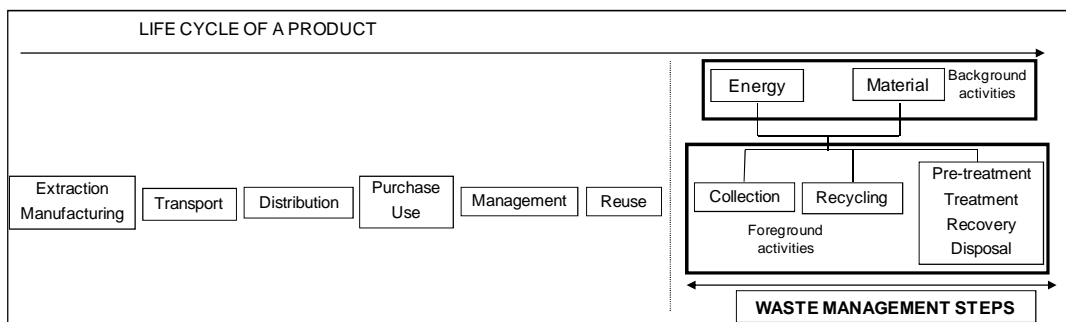 LIFE CYCLE OF A PRODUCT
Energy
Material
Background
activities
Extraction
Manufacturing
Transport
Distribution
Purchase
Use
Management
Reuse
Collection
Recycling
Pre-treatment
Treatment
Recovery
Disposal
Foreground
activities
WASTE MANAGEMENT STEPS